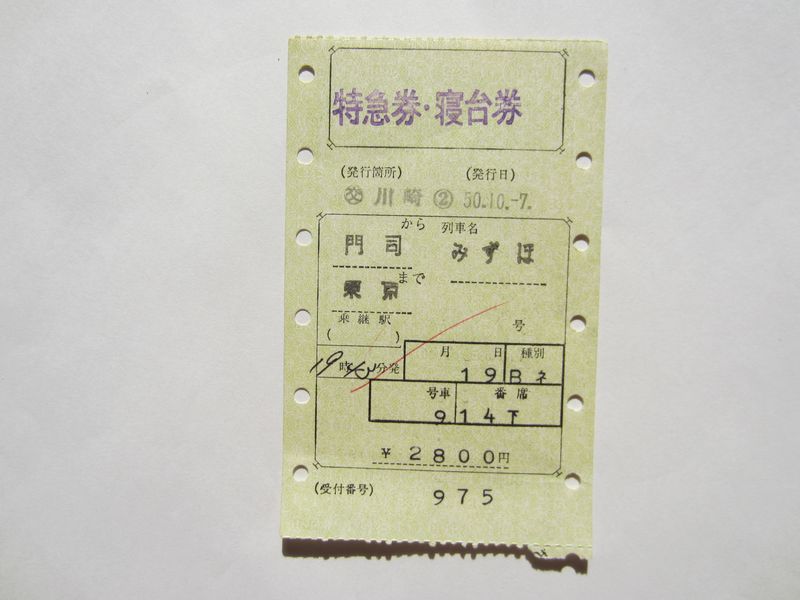 特急券・寝台券
(発行箇所) (発行日)
交 川崎 ② 50.10.-7.
から 列車名
門司 みずほ
まで
東京
乗継駅
( ) 号
月 日 種別
19時 分発 19 Bネ
号車 番席
9 14下
¥2800円
(受付番号) 975